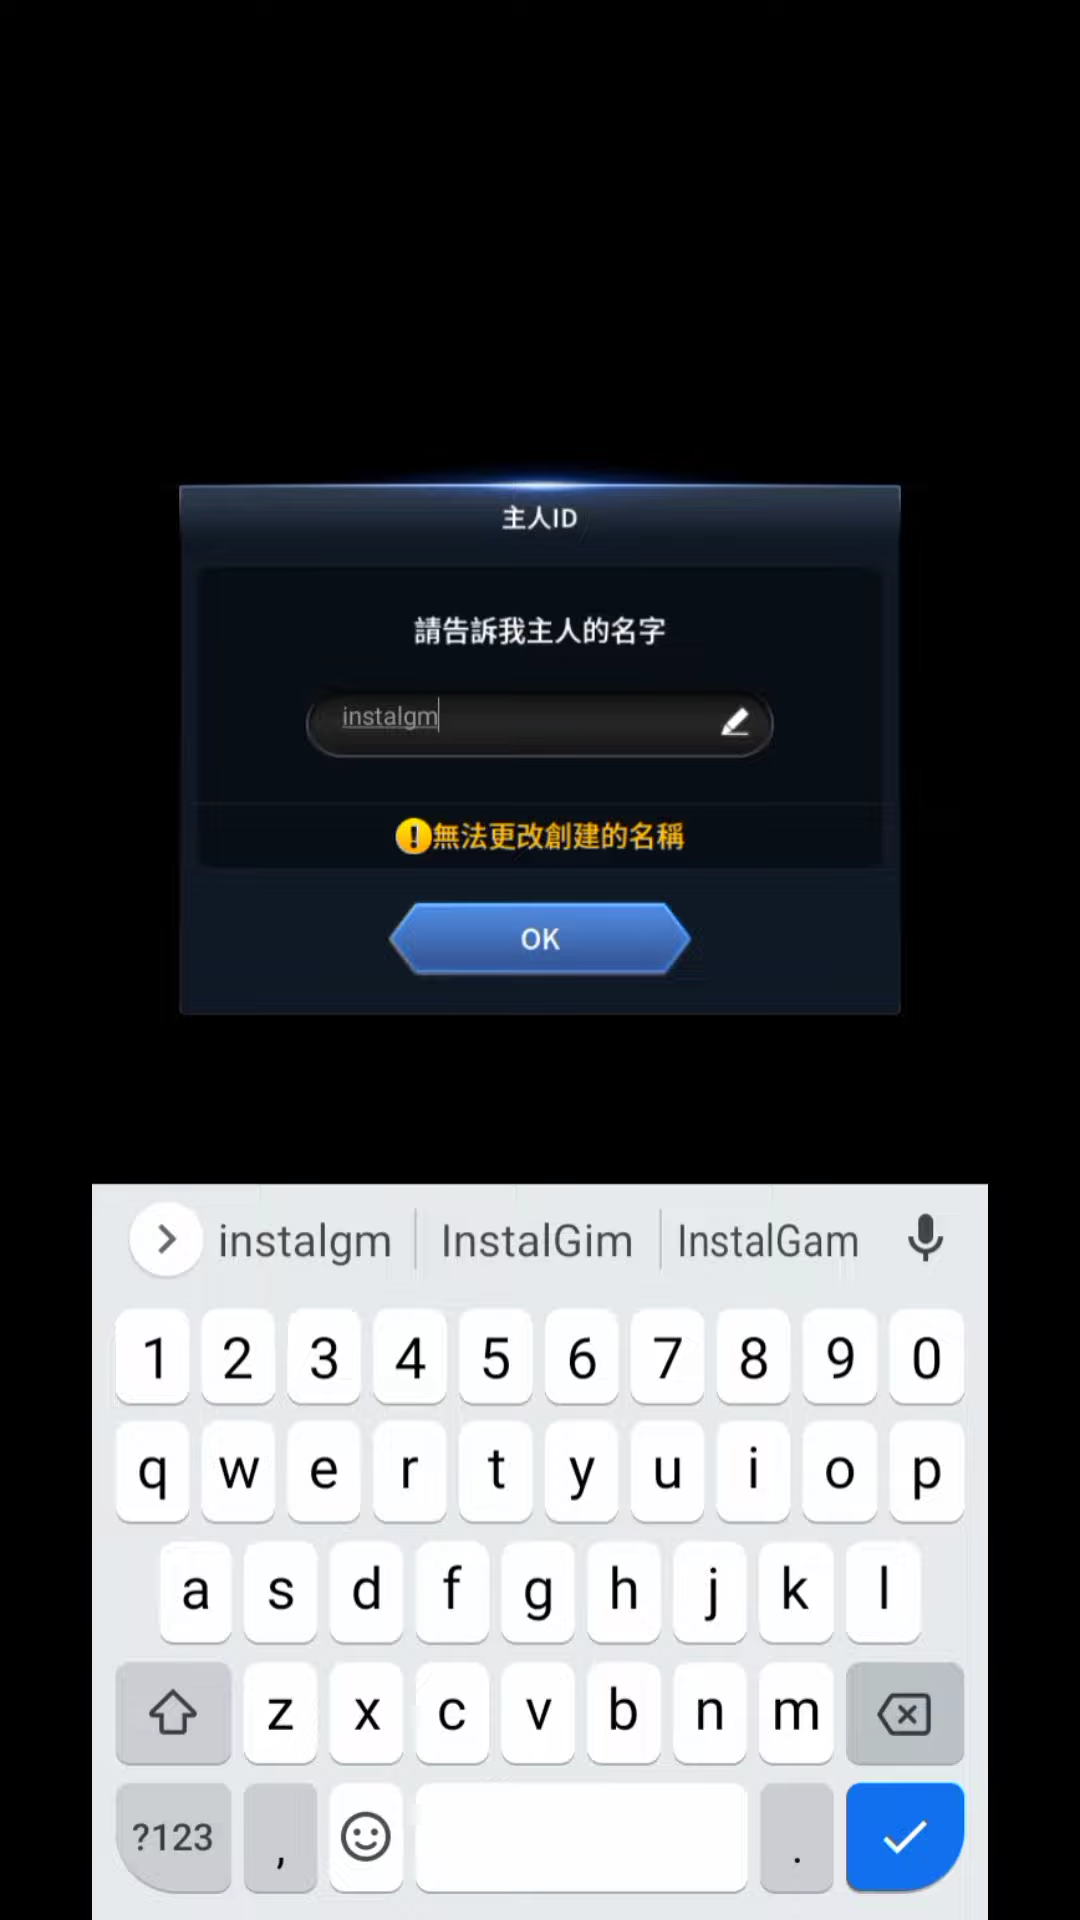 主人ID
請告訴我主人的名字
instalgm
無法更改創建的名稱
OK
instalgm InstalGim InstalGam
1 2 3 4 5 6 7 8 9 0
q w e r t y u i o p
a s d f g h j k l
z x c v b n m
?123 , .